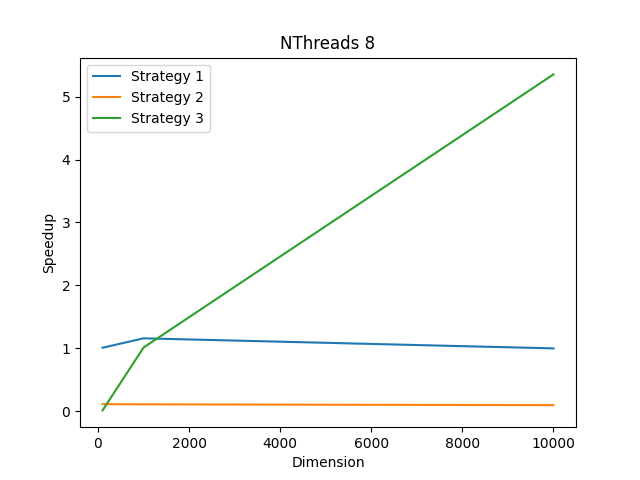 NThreads 8
Strategy 1
Strategy 2
Strategy 3
Speedup
5
4
3
2
1
0
0 2000 4000 6000 8000 10000
Dimension